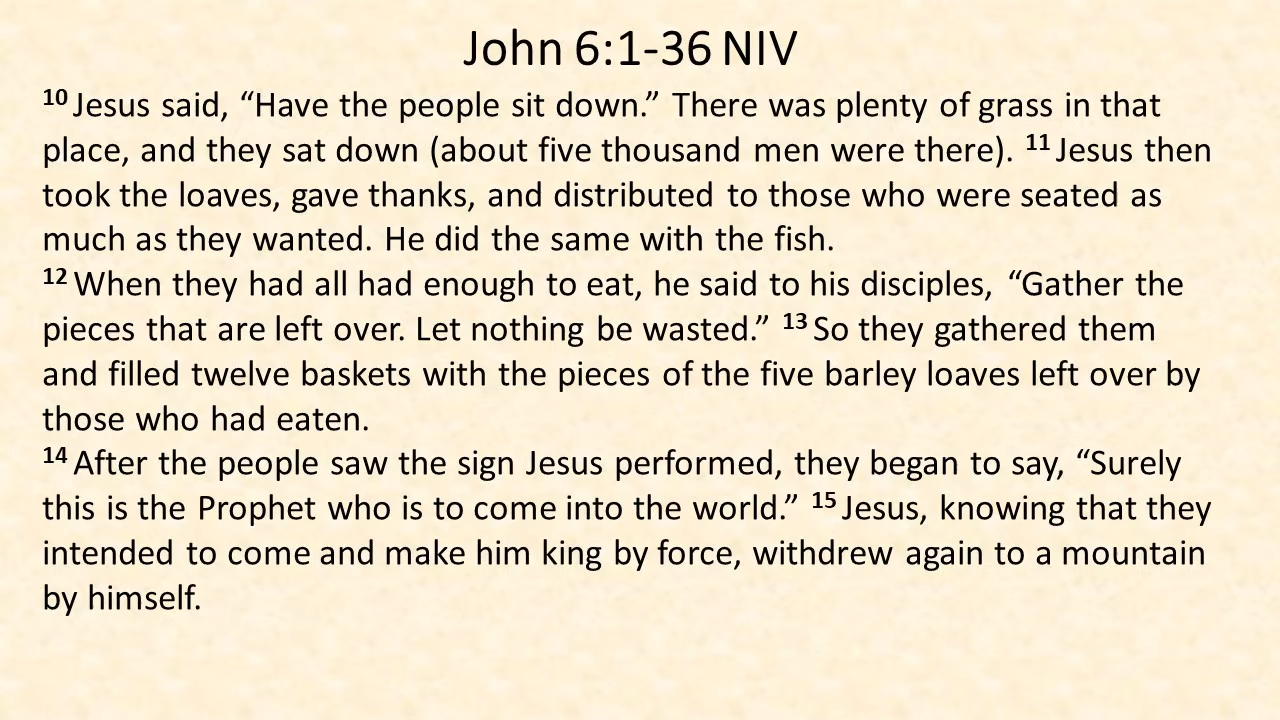 John 6:1-36 NIV
10 Jesus said, “Have the people sit down.” There was plenty of grass in that
place, and they sat down (about five thousand men were there). 11 Jesus then
took the loaves, gave thanks, and distributed to those who were seated as
much as they wanted. He did the same with the fish.
12 When they had all had enough to eat, he said to his disciples, “Gather the
pieces that are left over. Let nothing be wasted.” 13 So they gathered them
and filled twelve baskets with the pieces of the five barley loaves left over by
those who had eaten.
14 After the people saw the sign Jesus performed, they began to say, “Surely
this is the Prophet who is to come into the world.” 15 Jesus, knowing that they
intended to come and make him king by force, withdrew again to a mountain
by himself.